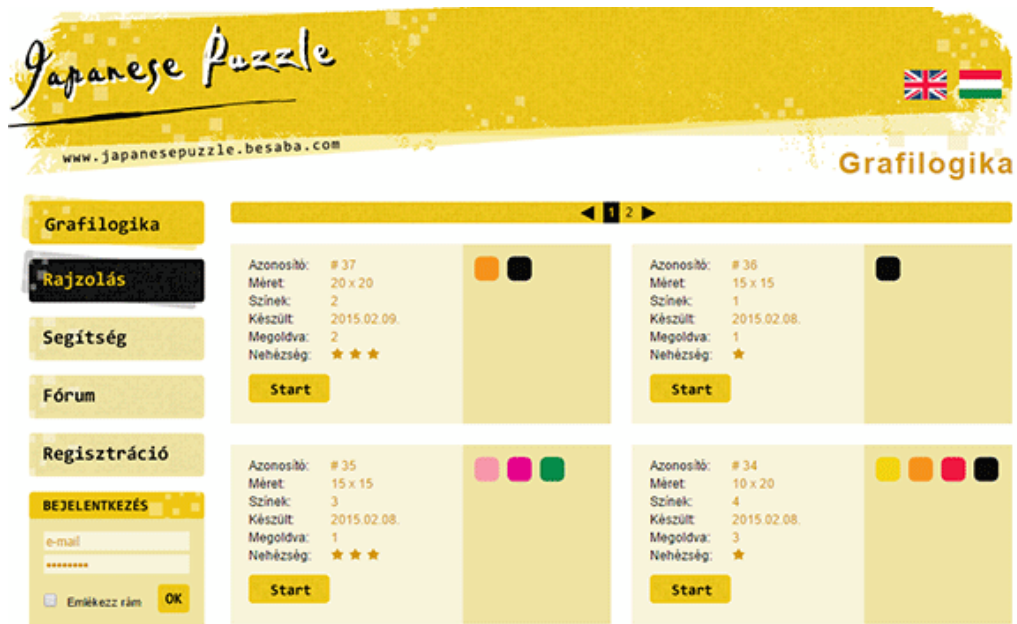 Japanese Puzzle
www.japanesepuzzle.besaba.com
Grafilogika
Grafilogika
Rajzolás
Segítség
Fórum
Regisztráció
BEJELENTKEZÉS
e-mail
••••••••
Emlékezz rám OK
1 2
Azonosító: # 37
Méret: 20 x 20
Színek: 2
Készült: 2015.02.09.
Megoldva: 2
Nehézség: ★ ★ ★
Start
Azonosító: # 36
Méret: 15 x 15
Színek: 1
Készült: 2015.02.08.
Megoldva: 1
Nehézség: ★
Start
Azonosító: # 35
Méret: 15 x 15
Színek: 3
Készült: 2015.02.08.
Megoldva: 1
Nehézség: ★ ★ ★
Start
Azonosító: # 34
Méret: 10 x 20
Színek: 4
Készült: 2015.02.08.
Megoldva: 3
Nehézség: ★
Start